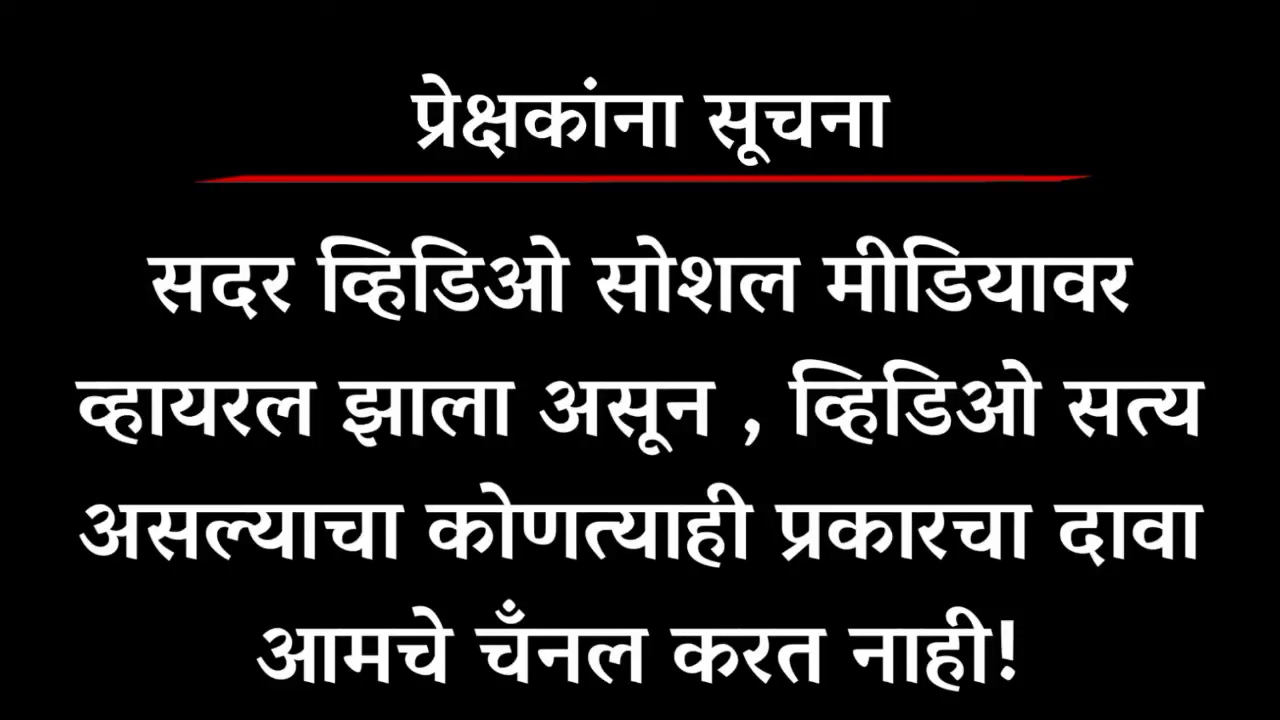 प्रेक्षकांना सूचना
सदर व्हिडिओ सोशल मीडियावर
व्हायरल झाला असून , व्हिडिओ सत्य
असल्याचा कोणत्याही प्रकारचा दावा
आमचे चँनल करत नाही!